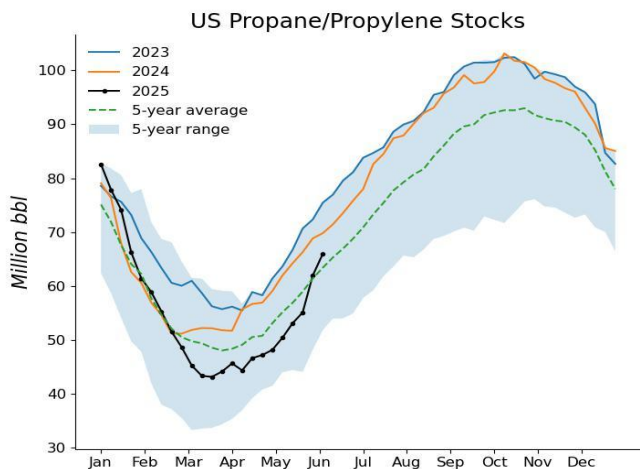 US Propane/Propylene Stocks
Million bbl
100
90
80
70
60
50
40
30
2023
2024
2025
5-year average
5-year range
Jan Feb Mar Apr May Jun Jul Aug Sep Oct Nov Dec